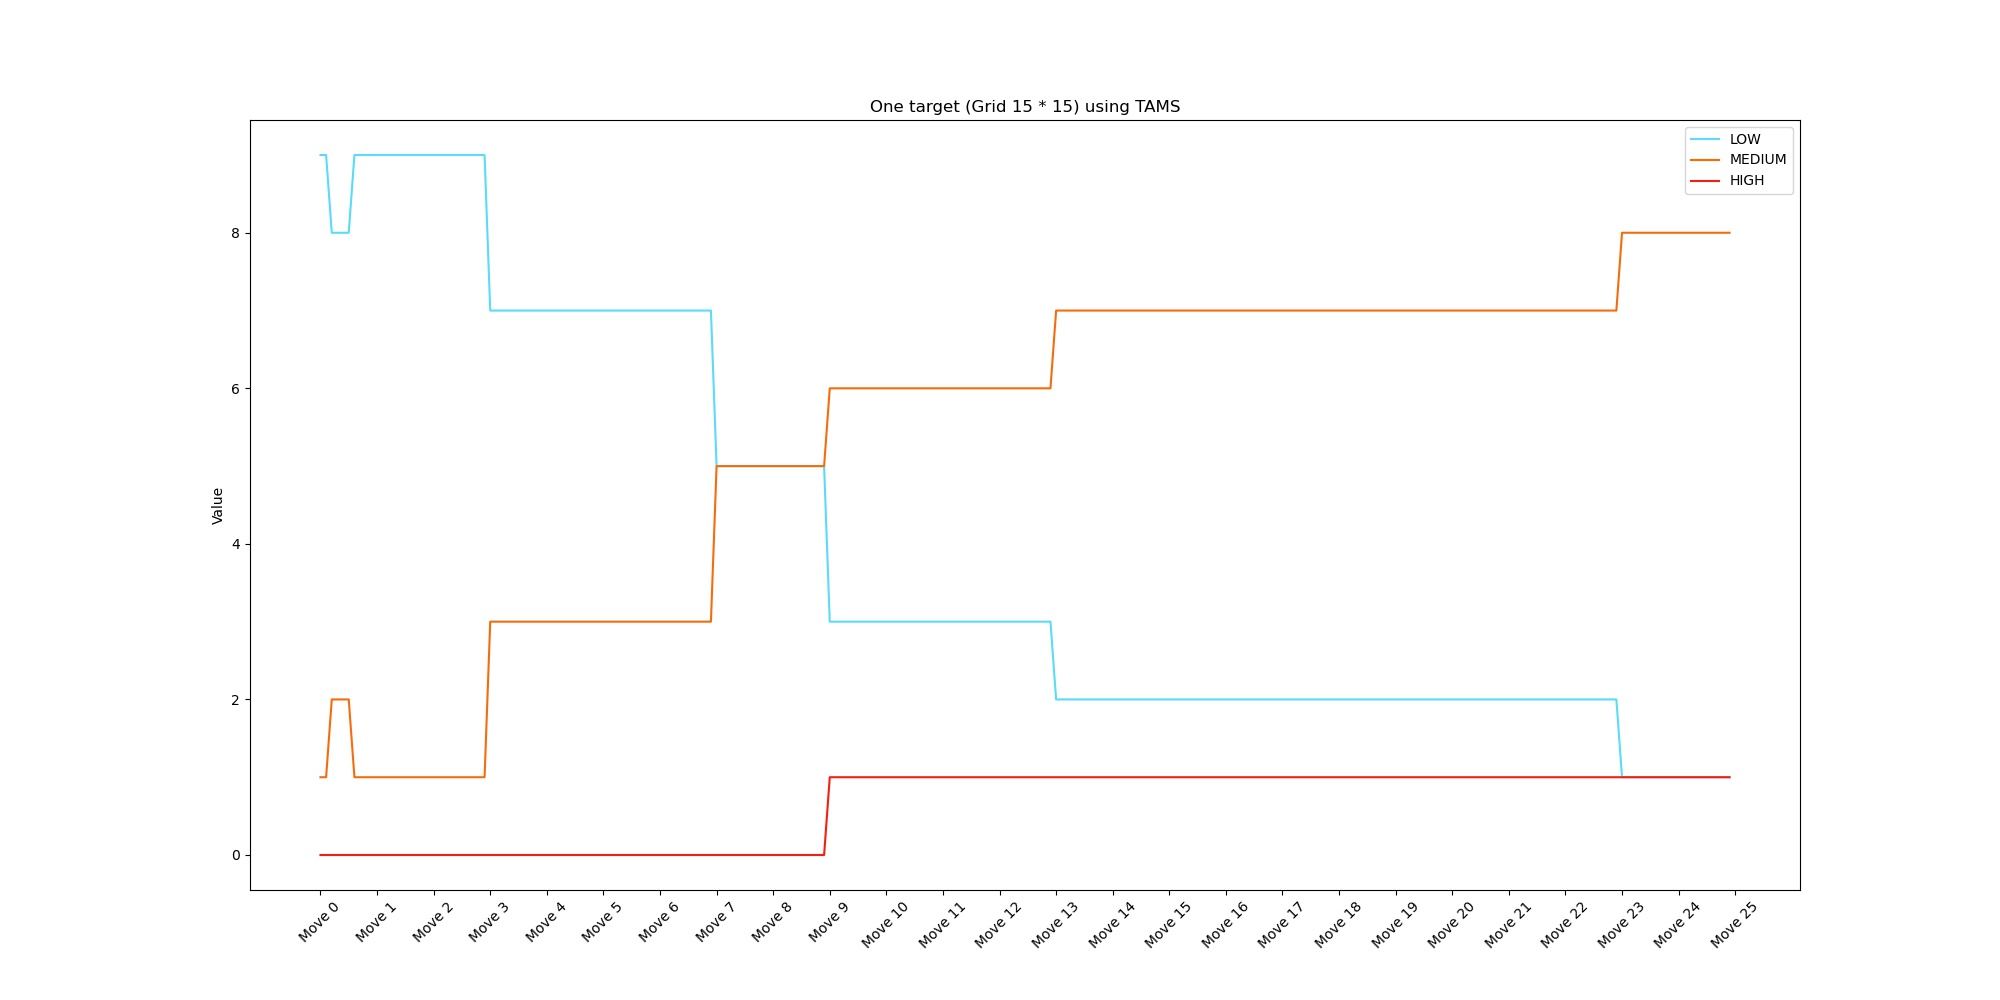 One target (Grid 15 * 15) using TAMS
LOW
MEDIUM
HIGH
Value
8
6
4
2
0
Move 0
Move 1
Move 2
Move 3
Move 4
Move 5
Move 6
Move 7
Move 8
Move 9
Move 10
Move 11
Move 12
Move 13
Move 14
Move 15
Move 16
Move 17
Move 18
Move 19
Move 20
Move 21
Move 22
Move 23
Move 24
Move 25